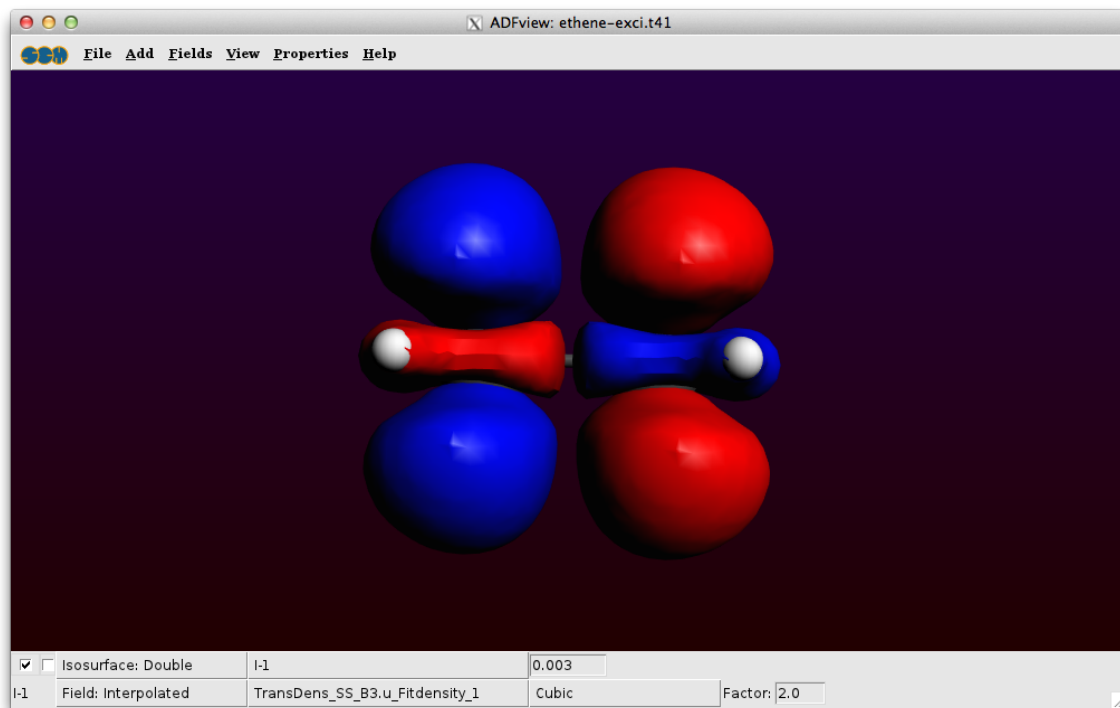 X ADFview: ethene-exci.t41
SCM File Add Fields View Properties Help
Isosurface: Double I-1 0.003
I-1 Field: Interpolated TransDens_SS_B3.u_Fitdensity_1 Cubic Factor: 2.0